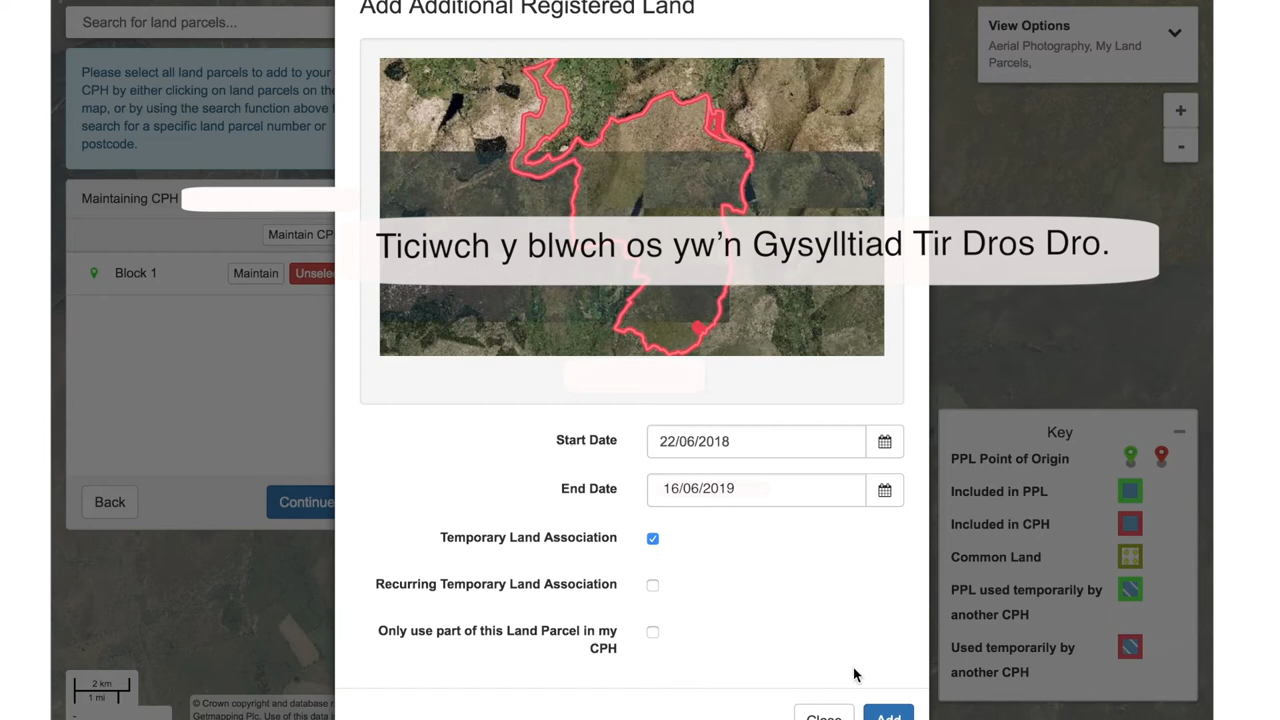 Add Additional Registered Land
Search for land parcels...
View Options
Aerial Photography, My Land
Parcels,
Please select all land parcels to add to your
CPH by either clicking on land parcels on the
map, or by using the search function above
search for a specific land parcel number or
postcode.
+
-
Maintaining CPH
Ticiwch y blwch os yw’n Gysylltiad Tir Dros Dro.
Block 1
Maintain
Start Date
22/06/2018
End Date
16/06/2019
Temporary Land Association
Recurring Temporary Land Association
Only use part of this Land Parcel in my
CPH
Back
Continue
Key
PPL Point of Origin
Included in PPL
Included in CPH
Common Land
PPL used temporarily by
another CPH
Used temporarily by
another CPH
2 km
1 mi
© Crown copyright and database
Getmapping Plc. Use of this data
Close
Add